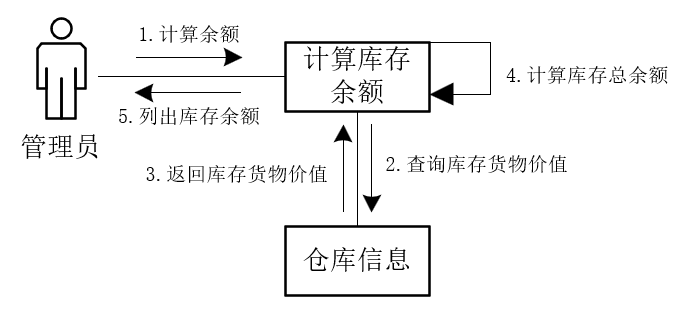 1.计算余额
计算库存
余额
4.计算库存总余额
5.列出库存余额
管理员
3.返回库存货物价值
2.查询库存货物价值
仓库信息